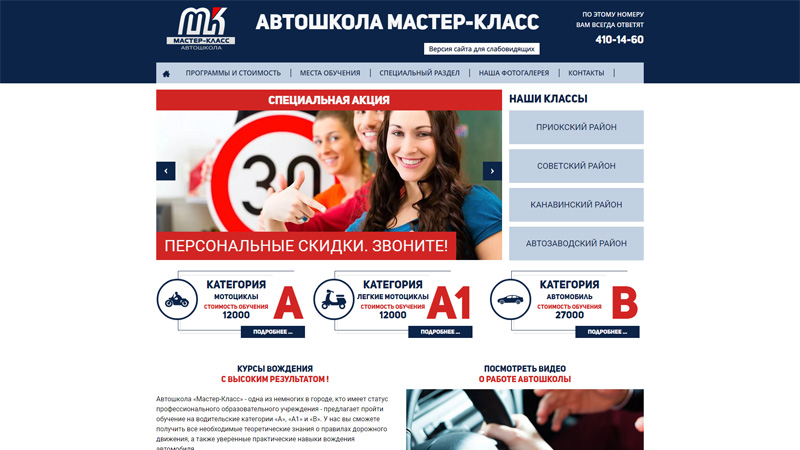 МК
МАСТЕР-КЛАСС
АВТОШКОЛА
АВТОШКОЛА МАСТЕР-КЛАСС
Версия сайта для слабовидящих
ПО ЭТОМУ НОМЕРУ
ВАМ ВСЕГДА ОТВЕТЯТ
410-14-60
ПРОГРАММЫ И СТОИМОСТЬ | МЕСТА ОБУЧЕНИЯ | СПЕЦИАЛЬНЫЙ РАЗДЕЛ | НАША ФОТОГАЛЕРЕЯ | КОНТАКТЫ |
СПЕЦИАЛЬНАЯ АКЦИЯ
30
ПЕРСОНАЛЬНЫЕ СКИДКИ. ЗВОНИТЕ!
НАШИ КЛАССЫ
ПРИОКСКИЙ РАЙОН
СОВЕТСКИЙ РАЙОН
КАНАВИНСКИЙ РАЙОН
АВТОЗАВОДСКИЙ РАЙОН
КАТЕГОРИЯ
МОТОЦИКЛЫ
СТОИМОСТЬ ОБУЧЕНИЯ
12000
A
ПОДРОБНЕЕ ...
КАТЕГОРИЯ
ЛЕГКИЕ МОТОЦИКЛЫ
СТОИМОСТЬ ОБУЧЕНИЯ
12000
A1
ПОДРОБНЕЕ ...
КАТЕГОРИЯ
АВТОМОБИЛЬ
СТОИМОСТЬ ОБУЧЕНИЯ
27000
B
ПОДРОБНЕЕ ...
КУРСЫ ВОЖДЕНИЯ
С ВЫСОКИМ РЕЗУЛЬТАТОМ !
Автошкола «Мастер-Класс» - одна из немногих в городе, кто имеет статус
профессионального образовательного учреждения - предлагает пройти
обучение на водительские категории «А», «А1» и «В». У нас вы сможете
получить все необходимые теоретические знания о правилах дорожного
движения, а также уверенные практические навыки вождения
автомобиля.
ПОСМОТРЕТЬ ВИДЕО
О РАБОТЕ АВТОШКОЛЫ